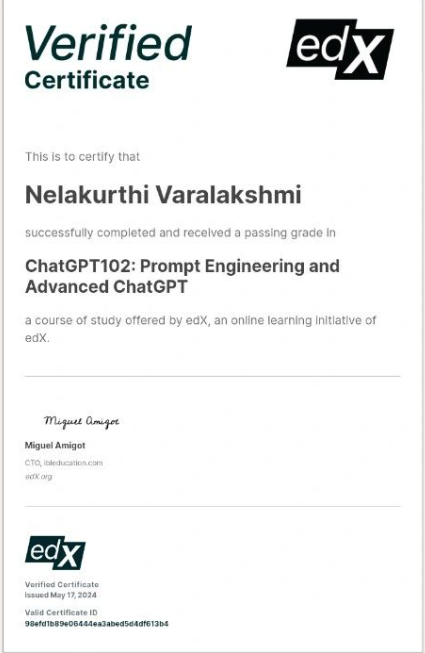 Verified
Certificate
edX
This is to certify that
Nelakurthi Varalakshmi
successfully completed and received a passing grade in
ChatGPT102: Prompt Engineering and
Advanced ChatGPT
a course of study offered by edX, an online learning initiative of
edX.
Miguel Amigot
Miguel Amigot
CTO, ibleducation.com
edX.org
edX
Verified Certificate
Issued May 17, 2024
Valid Certificate ID
98efd1b89e06444ea3abed5d4df613b4